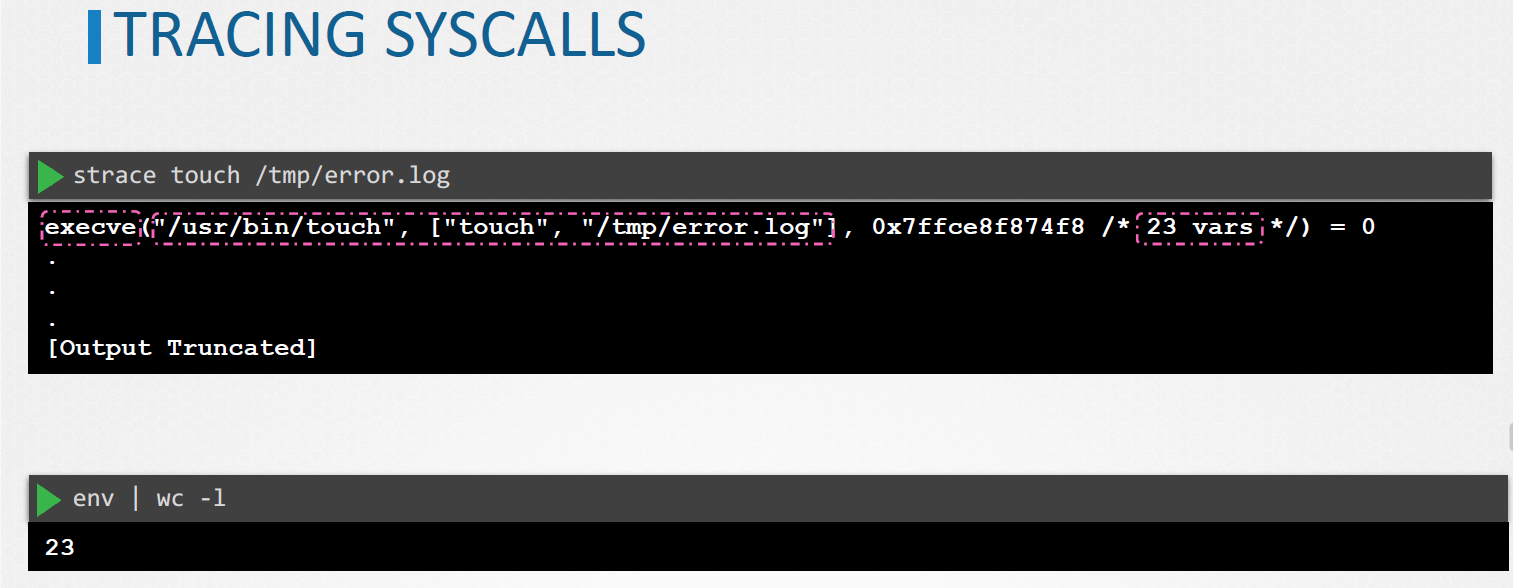 TRACING SYSCALLS
strace touch /tmp/error.log
execve("/usr/bin/touch", ["touch", "/tmp/error.log"], 0x7ffce8f874f8 /* 23 vars */) = 0
.
.
.
[Output Truncated]
env | wc -l
23